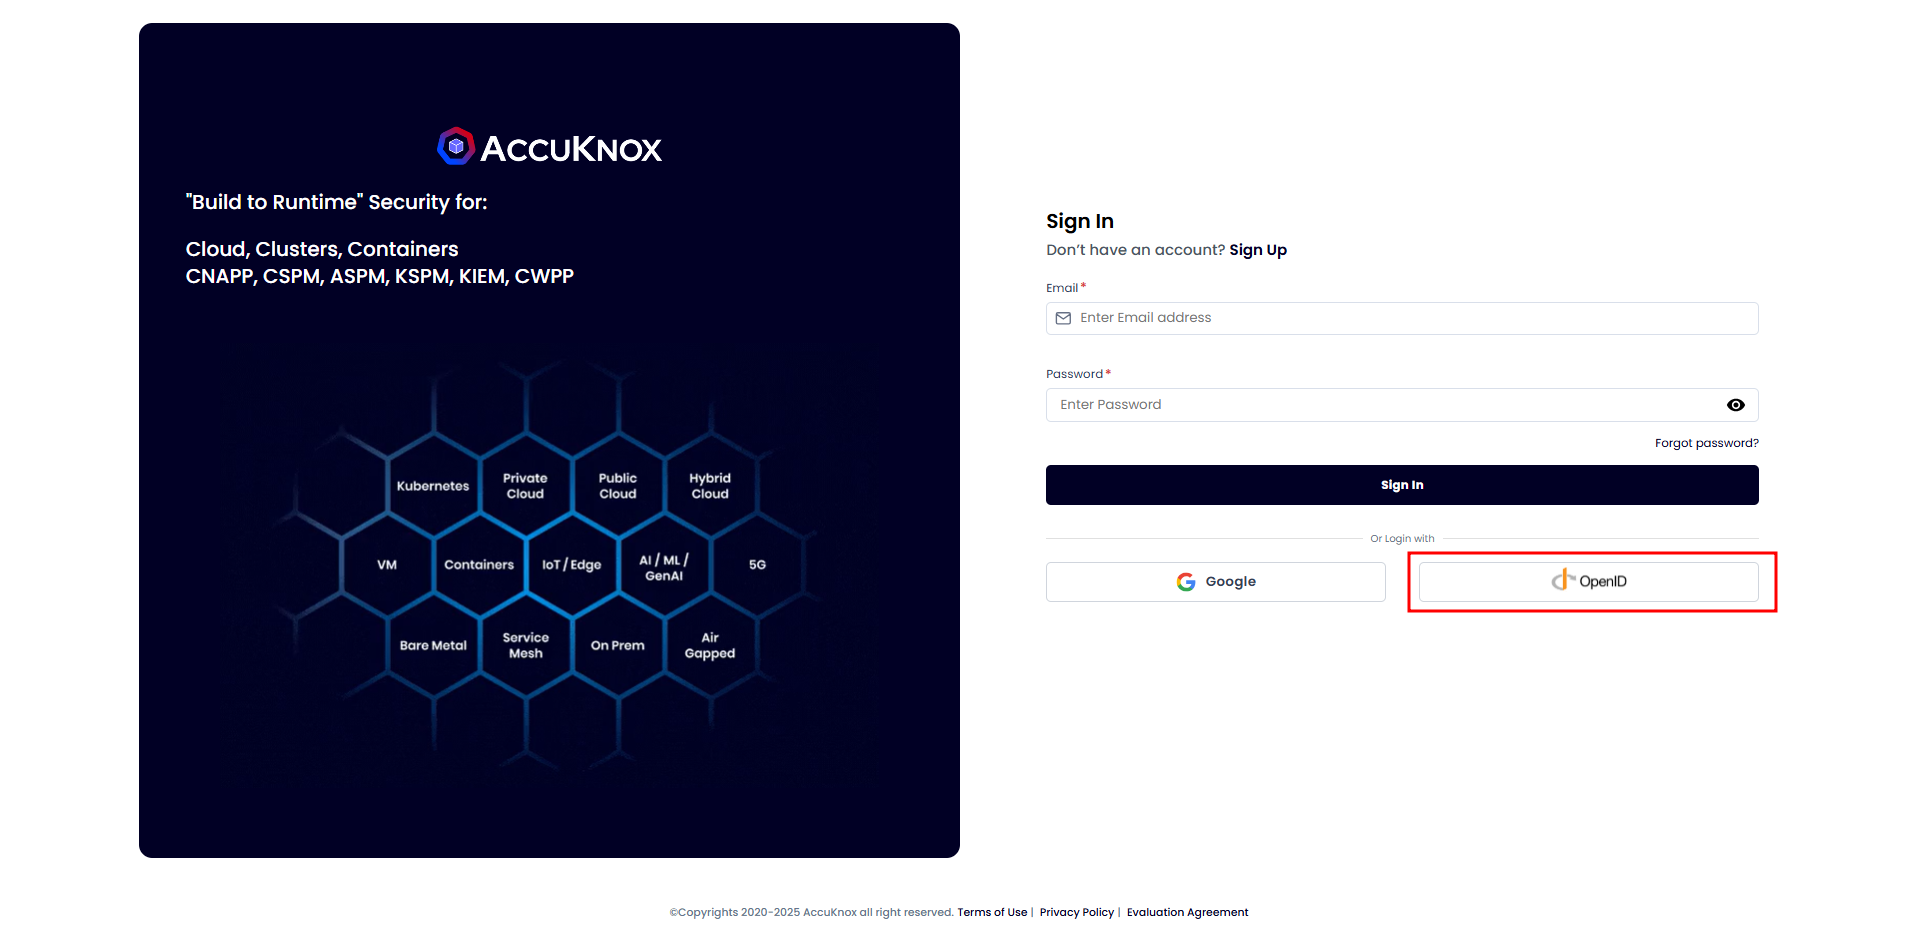 ACCUKNOX
"Build to Runtime" Security for:
Cloud, Clusters, Containers
CNAPP, CSPM, ASPM, KSPM, KIEM, CWPP
Kubernetes
Private
Cloud
Public
Cloud
Hybrid
Cloud
VM
Containers
IoT / Edge
AI / ML /
GenAI
5G
Bare Metal
Service
Mesh
On Prem
Air
Gapped
Sign In
Don't have an account? Sign Up
Email *
Enter Email address
Password *
Enter Password
Forgot password?
Sign In
Or Login with
Google
OpenID
©Copyrights 2020-2025 AccuKnox all right reserved. Terms of Use | Privacy Policy | Evaluation Agreement